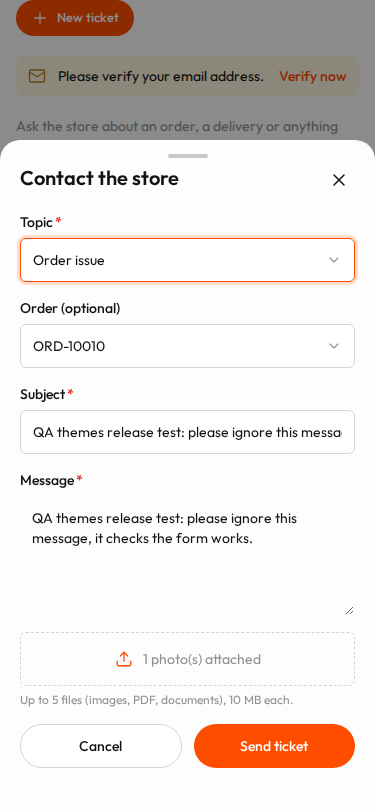 New ticket
Please verify your email address. Verify now
Ask the store about an order, a delivery or anything
Contact the store
Topic *
Order issue
Order (optional)
ORD-10010
Subject *
QA themes release test: please ignore this messa
Message *
QA themes release test: please ignore this
message, it checks the form works.
1 photo(s) attached
Up to 5 files (images, PDF, documents), 10 MB each.
Cancel
Send ticket